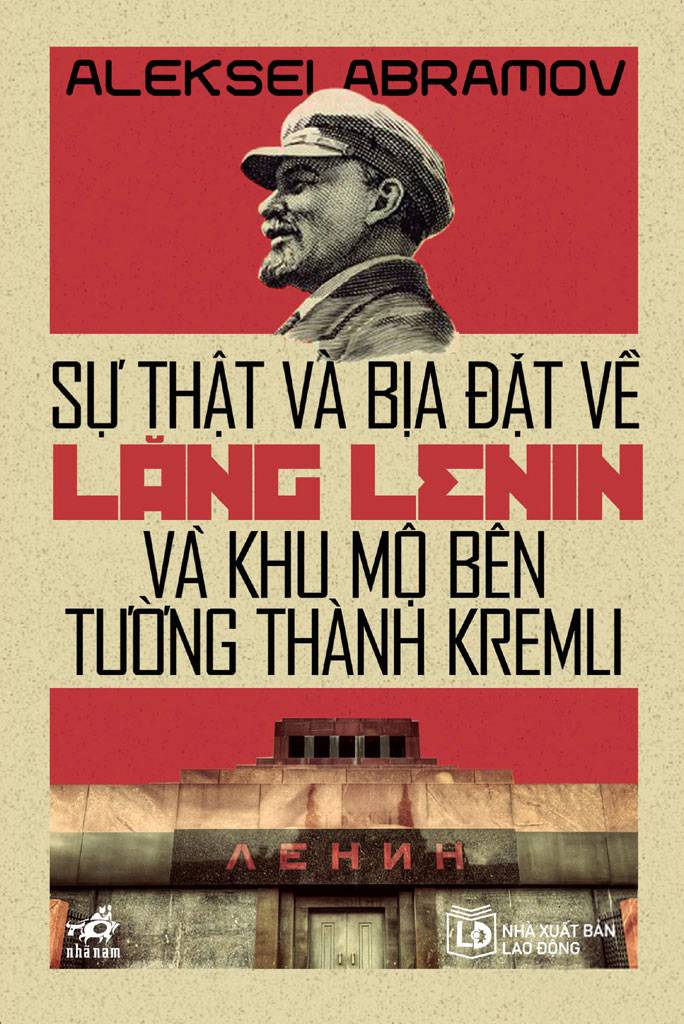 ALEKSEI ABRAMOV
SỰ THẬT VÀ BỊA ĐẶT VỀ
LĂNG LENIN
VÀ KHU MỘ BÊN
TƯỜNG THÀNH KREMLI
ЛЕНИН
nhã nam
LĐ
NHÀ XUẤT BẢN
LAO ĐỘNG